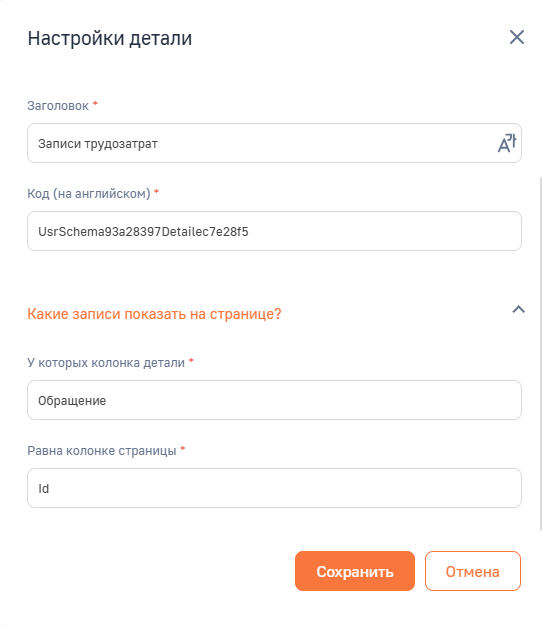 Настройки детали
Заголовок *
Записи трудозатрат
Код (на английском) *
UsrSchema93a28397Detailec7e28f5
Какие записи показать на странице?
У которых колонка детали *
Обращение
Равна колонке страницы *
Id
Сохранить
Отмена